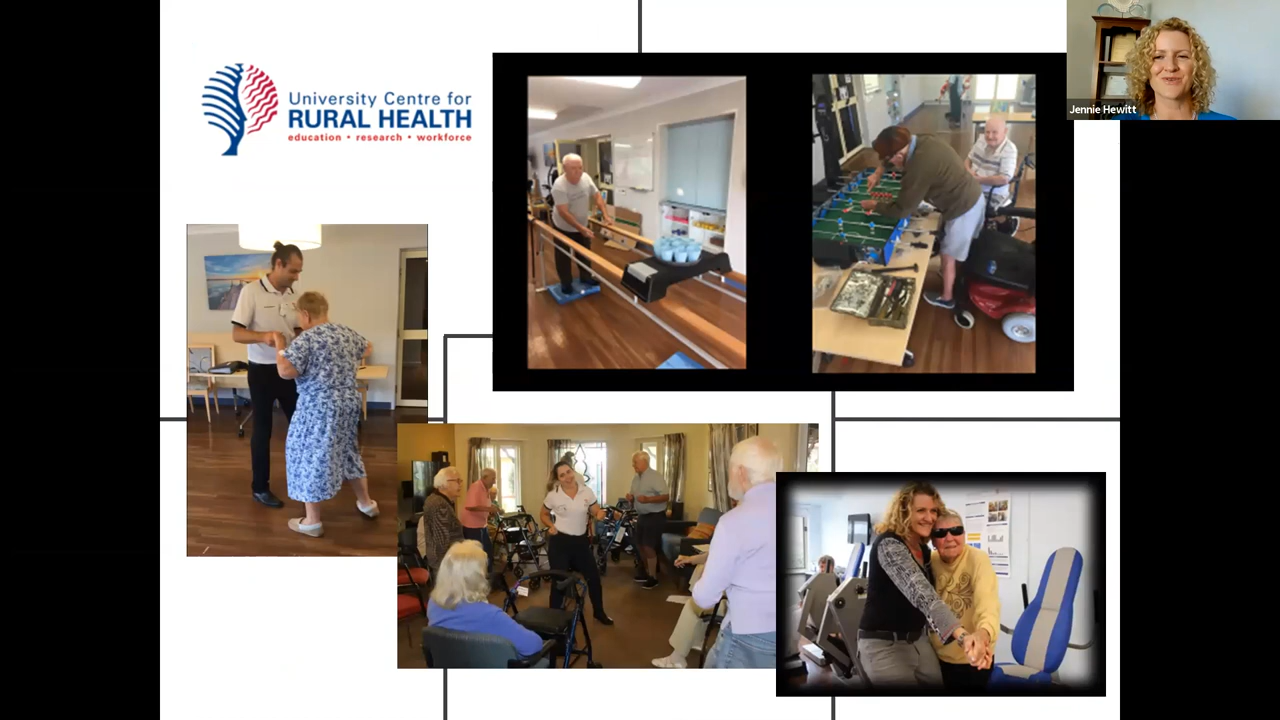 University Centre for
RURAL HEALTH
education • research • workforce
Jennie Hewitt